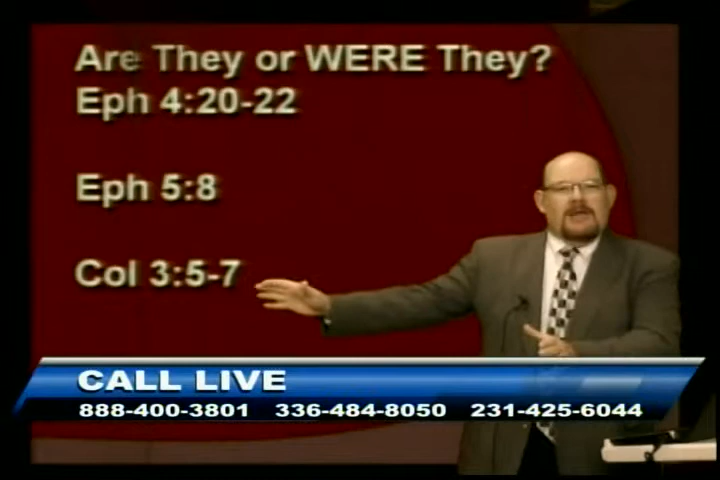 Are They or WERE They?
Eph 4:20-22
Eph 5:8
Col 3:5-7
CALL LIVE
888-400-3801 336-484-8050 231-425-6044